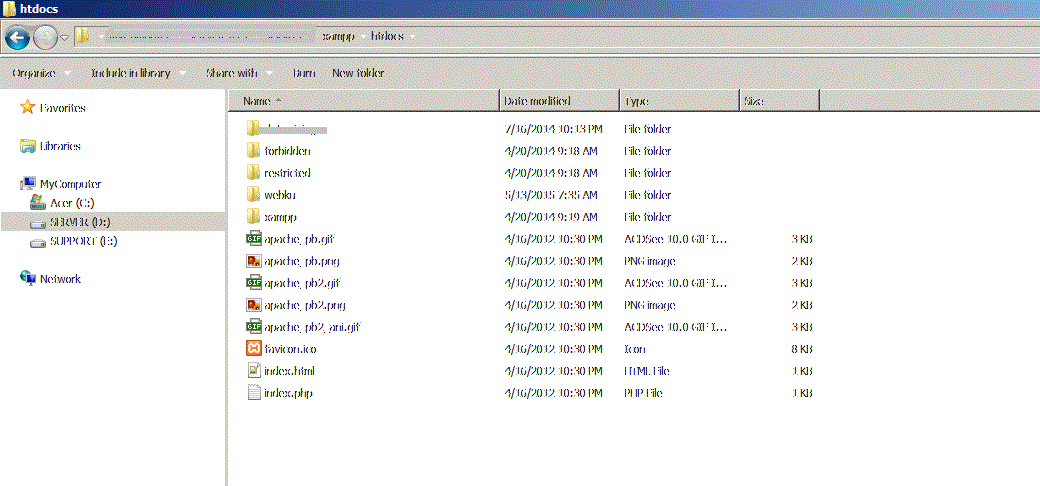 htdocs
xampp htdocs
Organize Include in library Share with Burn New folder
Name Date modified Type Size
Favorites
Libraries
MyComputer
Acer (C:)
SERVER (D:)
SUPPORT (E:)
Network
7/16/2014 10:13 PM File folder
forbidden 4/20/2014 9:18 AM File folder
restricted 4/20/2014 9:18 AM File folder
webku 5/13/2015 7:35 AM File folder
xampp 4/20/2014 9:19 AM File folder
apache_pb.gif 4/16/2012 10:30 PM ACDSee 10.0 GIF I... 3 KB
apache_pb.png 4/16/2012 10:30 PM PNG image 2 KB
apache_pb2.gif 4/16/2012 10:30 PM ACDSee 10.0 GIF I... 3 KB
apache_pb2.png 4/16/2012 10:30 PM PNG image 2 KB
apache_pb2_ani.gif 4/16/2012 10:30 PM ACDSee 10.0 GIF I... 3 KB
favicon.ico 4/16/2012 10:30 PM Icon 8 KB
index.html 4/16/2012 10:30 PM HTML File 1 KB
index.php 4/16/2012 10:30 PM PHP File 1 KB